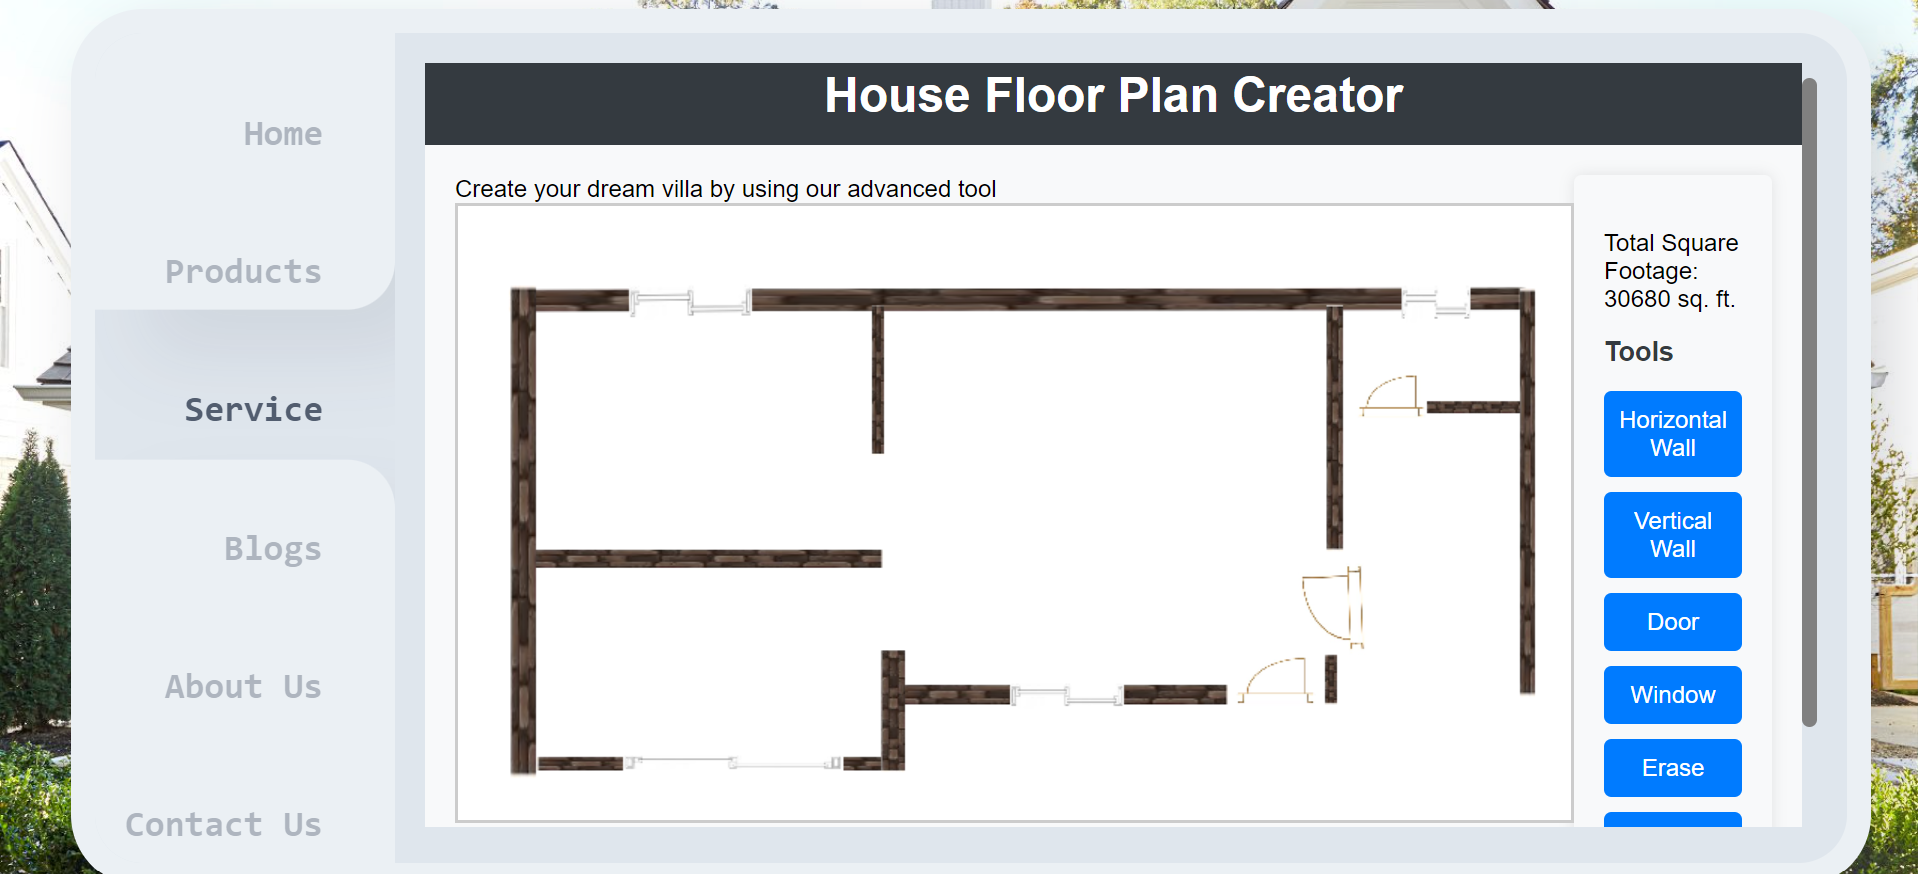 House Floor Plan Creator
Home
Products
Service
Blogs
About Us
Contact Us
Create your dream villa by using our advanced tool
Total Square
Footage:
30680 sq. ft.
Tools
Horizontal
Wall
Vertical
Wall
Door
Window
Erase